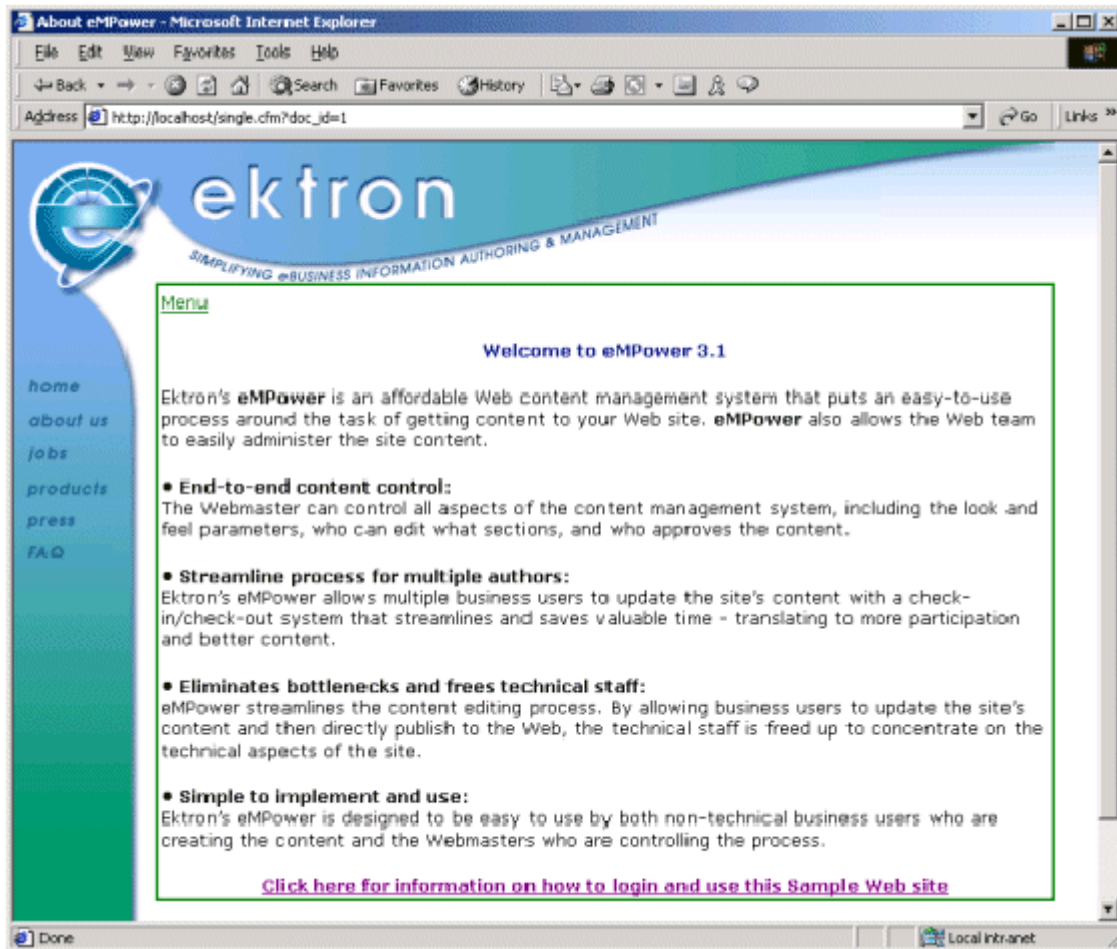 About eMPower - Microsoft Internet Explorer
File Edit View Favorites Tools Help
Back Search Favorites History
Address http://localhost/single.cfm?doc_id=1 Go Links »
ektron
SIMPLIFYING eBUSINESS INFORMATION AUTHORING & MANAGEMENT
Menu
Welcome to eMPower 3.1
home
about us
jobs
products
press
FAQ
Ektron's eMPower is an affordable Web content management system that puts an easy-to-use
process around the task of getting content to your Web site. eMPower also allows the Web team
to easily administer the site content.
• End-to-end content control:
The Webmaster can control all aspects of the content management system, including the look and
feel parameters, who can edit what sections, and who approves the content.
• Streamline process for multiple authors:
Ektron's eMPower allows multiple business users to update the site's content with a check-
in/check-out system that streamlines and saves valuable time - translating to more participation
and better content.
• Eliminates bottlenecks and frees technical staff:
eMPower streamlines the content editing process. By allowing business users to update the site's
content and then directly publish to the Web, the technical staff is freed up to concentrate on the
technical aspects of the site.
• Simple to implement and use:
Ektron's eMPower is designed to be easy to use by both non-technical business users who are
creating the content and the Webmasters who are controlling the process.
Click here for information on how to login and use this Sample Web site
Done Local intranet